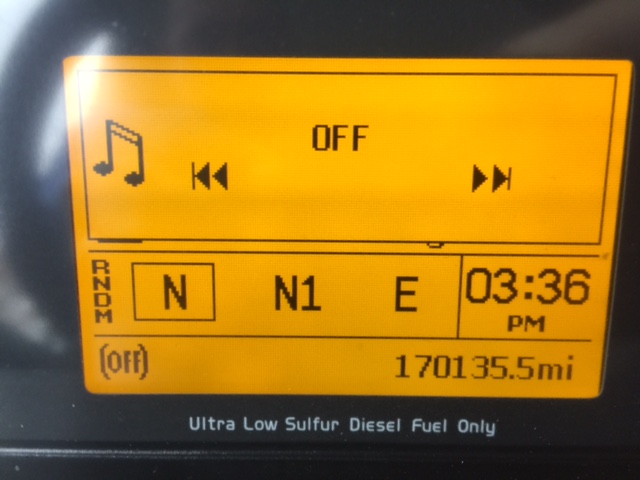 OFF
RNDM
N N1 E
03:36
PM
(OFF)
170135.5mi
Ultra Low Sulfur Diesel Fuel Only